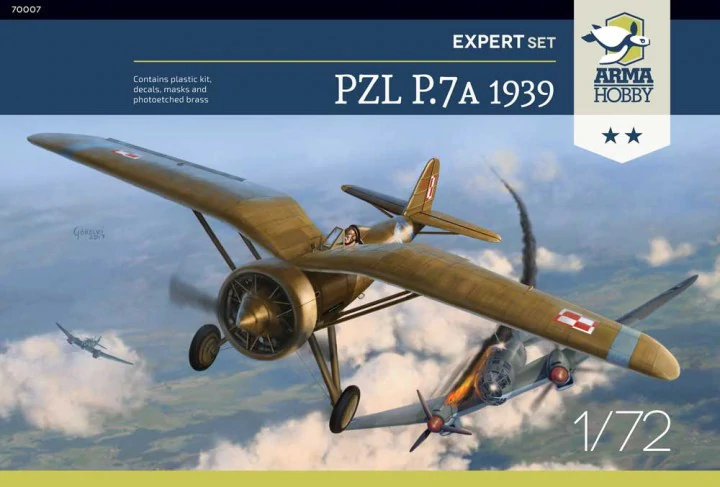 70007
EXPERT SET
Contains plastic kit,
decals, masks and
photoetched brass
PZL P.7A 1939
ARMA
HOBBY
1/72